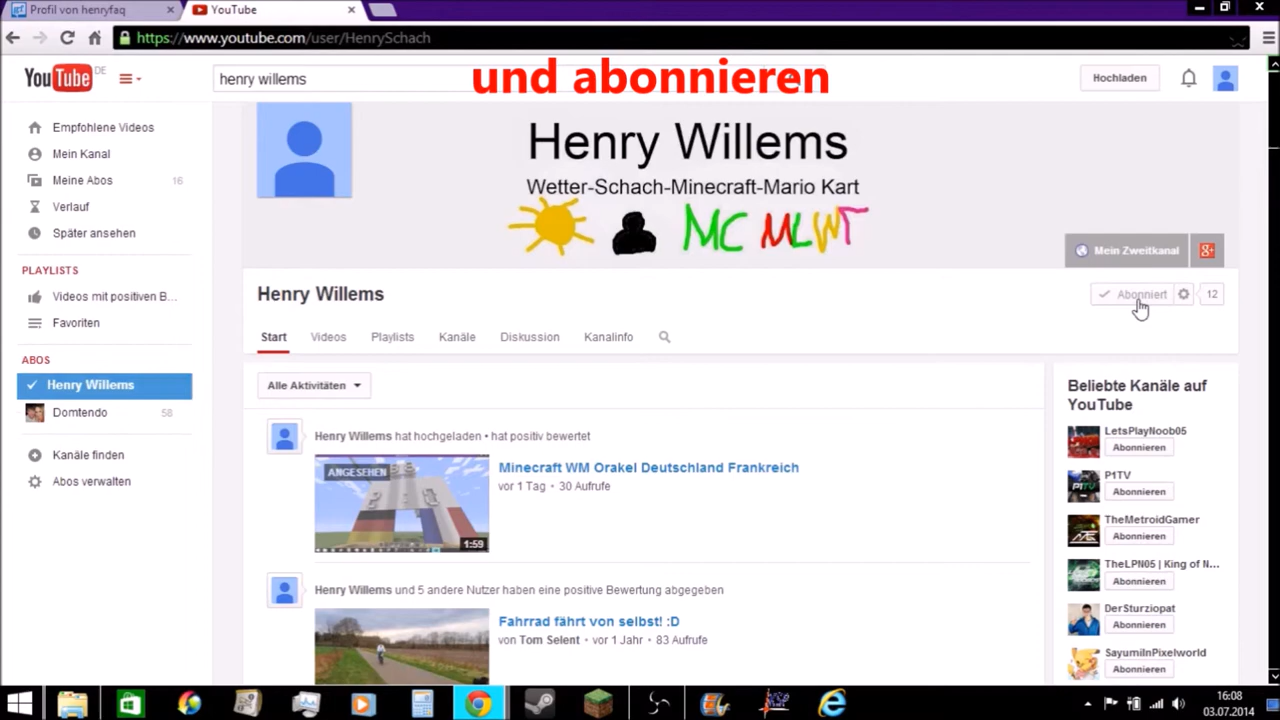 Profil von henryfaq
YouTube
https://www.youtube.com/user/HenrySchach
YouTube DE
henry willems
und abonnieren
Hochladen
Empfohlene Videos
Mein Kanal
Meine Abos 16
Verlauf
Später ansehen
PLAYLISTS
Videos mit positiven B...
Favoriten
ABOS
Henry Willems
Domtendo 58
Kanäle finden
Abos verwalten
Henry Willems
Wetter-Schach-Minecraft-Mario Kart
MC MLWT
Mein Zweitkanal
Henry Willems
Abonniert 12
Start Videos Playlists Kanäle Diskussion Kanalinfo
Alle Aktivitäten
Henry Willems hat hochgeladen • hat positiv bewertet
ANGESEHEN
1:59
Minecraft WM Orakel Deutschland Frankreich
vor 1 Tag • 30 Aufrufe
Henry Willems und 5 andere Nutzer haben eine positive Bewertung abgegeben
Fahrrad fährt von selbst! :D
von Tom Selent • vor 1 Jahr • 83 Aufrufe
Beliebte Kanäle auf
YouTube
LetsPlayNoob05
Abonnieren
P1TV
Abonnieren
TheMetroidGamer
Abonnieren
TheLPN05 | King of N...
Abonnieren
DerSturziopat
Abonnieren
SayumiInPixelworld
Abonnieren
16:08
03.07.2014